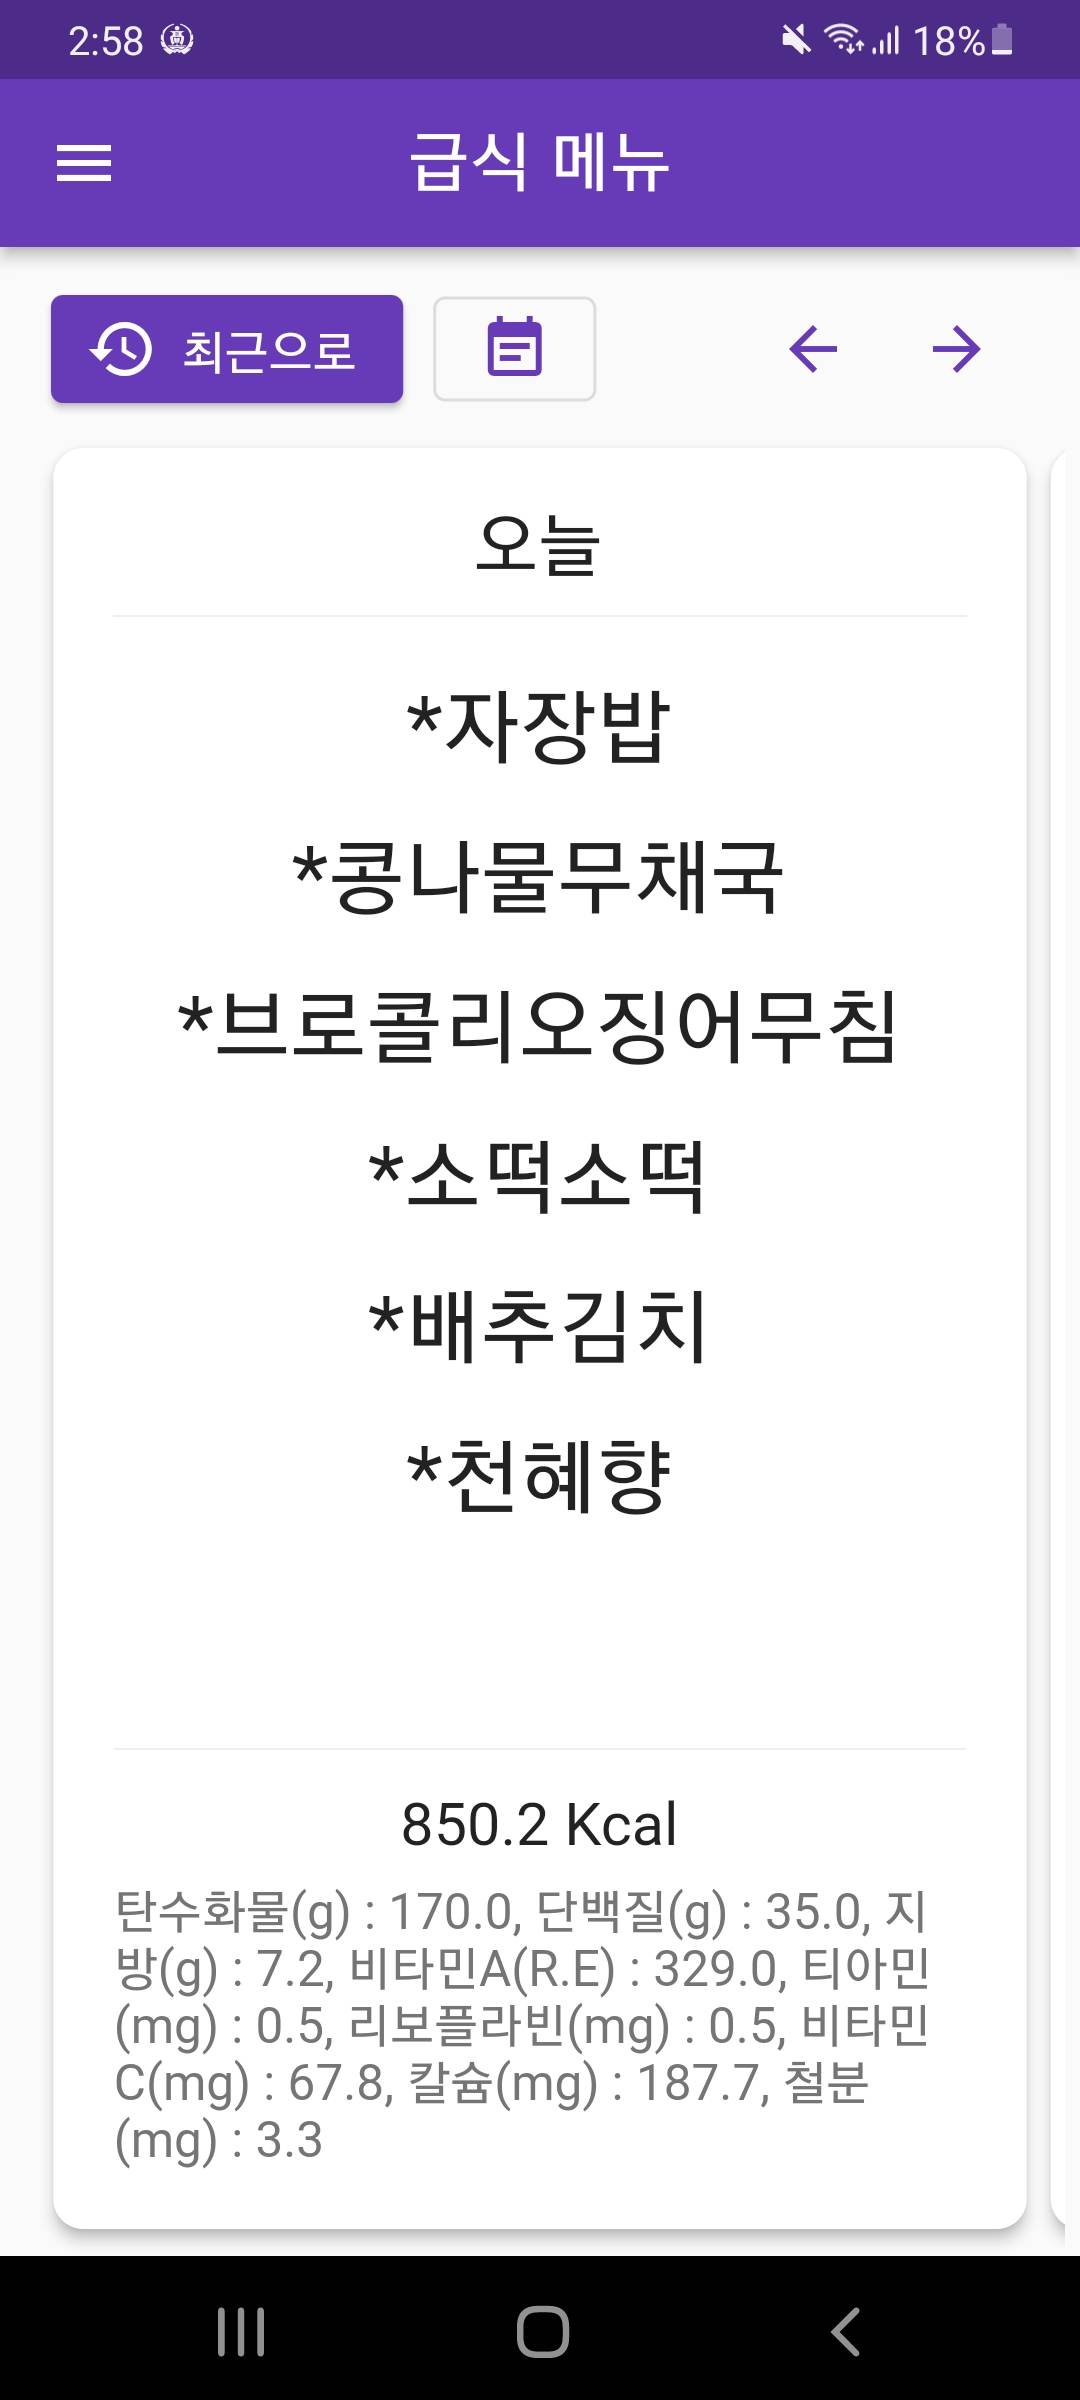 2:58
18%
급식 메뉴
최근으로
오늘
*자장밥
*콩나물무채국
*브로콜리오징어무침
*소떡소떡
*배추김치
*천혜향
850.2 Kcal
탄수화물(g) : 170.0, 단백질(g) : 35.0, 지
방(g) : 7.2, 비타민A(R.E) : 329.0, 티아민
(mg) : 0.5, 리보플라빈(mg) : 0.5, 비타민
C(mg) : 67.8, 칼슘(mg) : 187.7, 철분
(mg) : 3.3